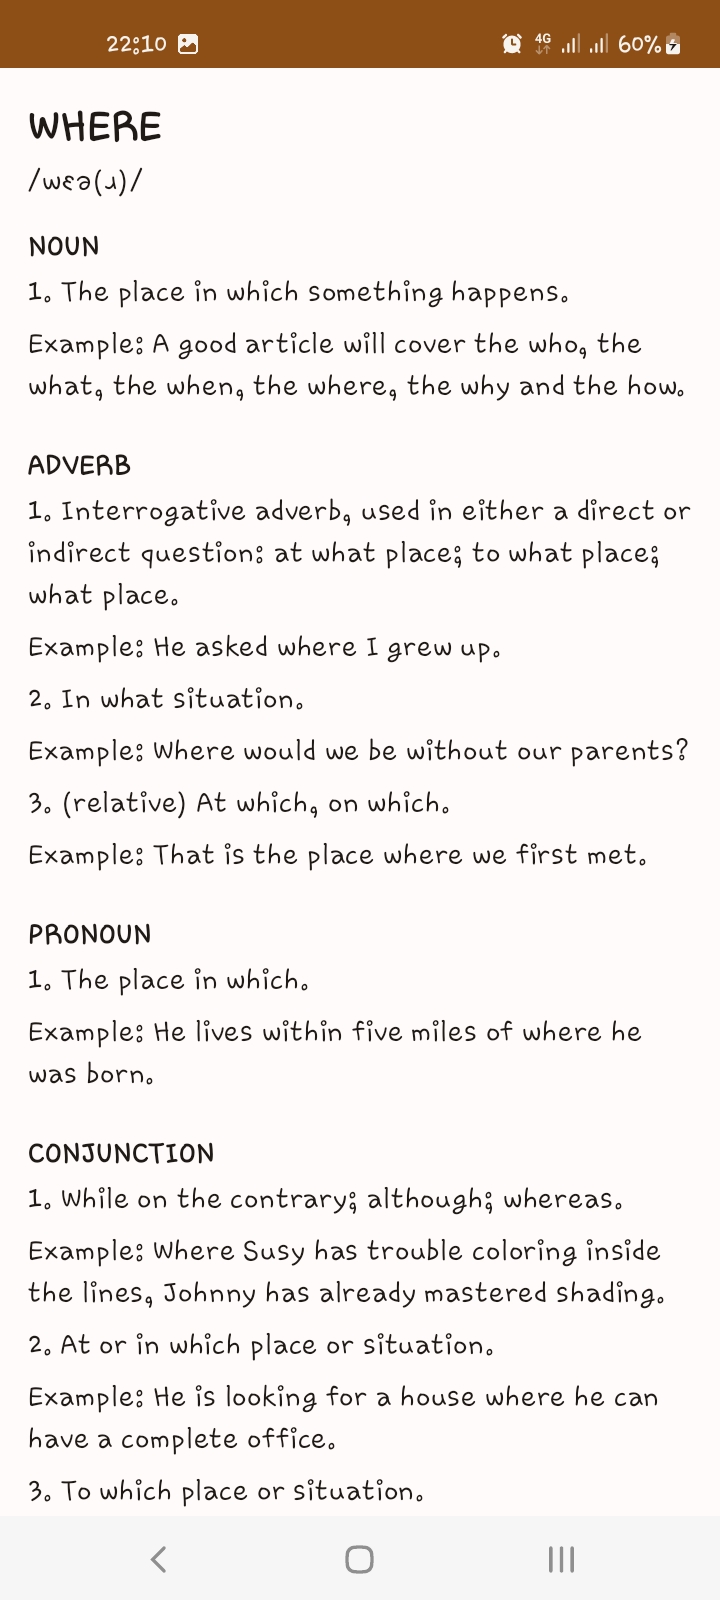 22:10
4G
60%
WHERE
/wɛə(ɹ)/
NOUN
1. The place in which something happens.
Example: A good article will cover the who, the
what, the when, the where, the why and the how.
ADVERB
1. Interrogative adverb, used in either a direct or
indirect question: at what place; to what place;
what place.
Example: He asked where I grew up.
2. In what situation.
Example: Where would we be without our parents?
3. (relative) At which, on which.
Example: That is the place where we first met.
PRONOUN
1. The place in which.
Example: He lives within five miles of where he
was born.
CONJUNCTION
1. While on the contrary; although; whereas.
Example: Where Susy has trouble coloring inside
the lines, Johnny has already mastered shading.
2. At or in which place or situation.
Example: He is looking for a house where he can
have a complete office.
3. To which place or situation.